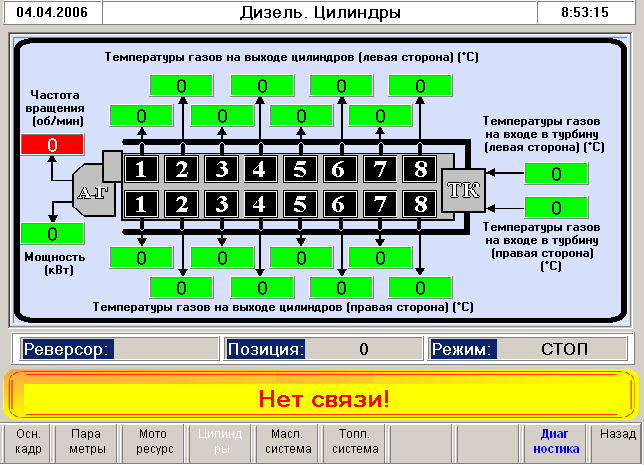 04.04.2006 Дизель. Цилиндры 8:53:15
Температуры газов на выходе цилиндров (левая сторона) (°C)
0 0 0 0
Частота
вращения
(об/мин)
0 0 0 0
0
Температуры газов
на входе в турбину
(левая сторона) (°C)
1 2 3 4 5 6 7 8
0
АГ
ТК
1 2 3 4 5 6 7 8
0
0
Мощность
(кВт)
Температуры газов
на входе в турбину
(правая сторона)
(°C)
0 0 0 0
0 0 0 0
Температуры газов на выходе цилиндров (правая сторона) (°C)
Реверсор: Позиция: 0 Режим: СТОП
Нет связи!
Осн.
кадр
Пара
метры
Мото
ресурс
Цилинд
ры
Масл.
система
Топл.
система
Диаг
ностика
Назад